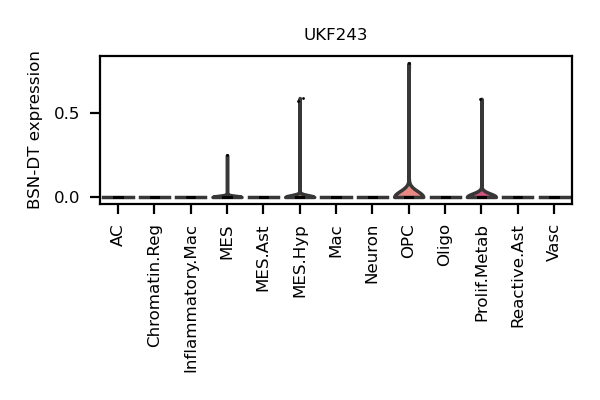 UKF243
BSN-DT expression
0.5
0.0
AC
Chromatin.Reg
Inflammatory.Mac
MES
MES.Ast
MES.Hyp
Mac
Neuron
OPC
Oligo
Prolif.Metab
Reactive.Ast
Vasc